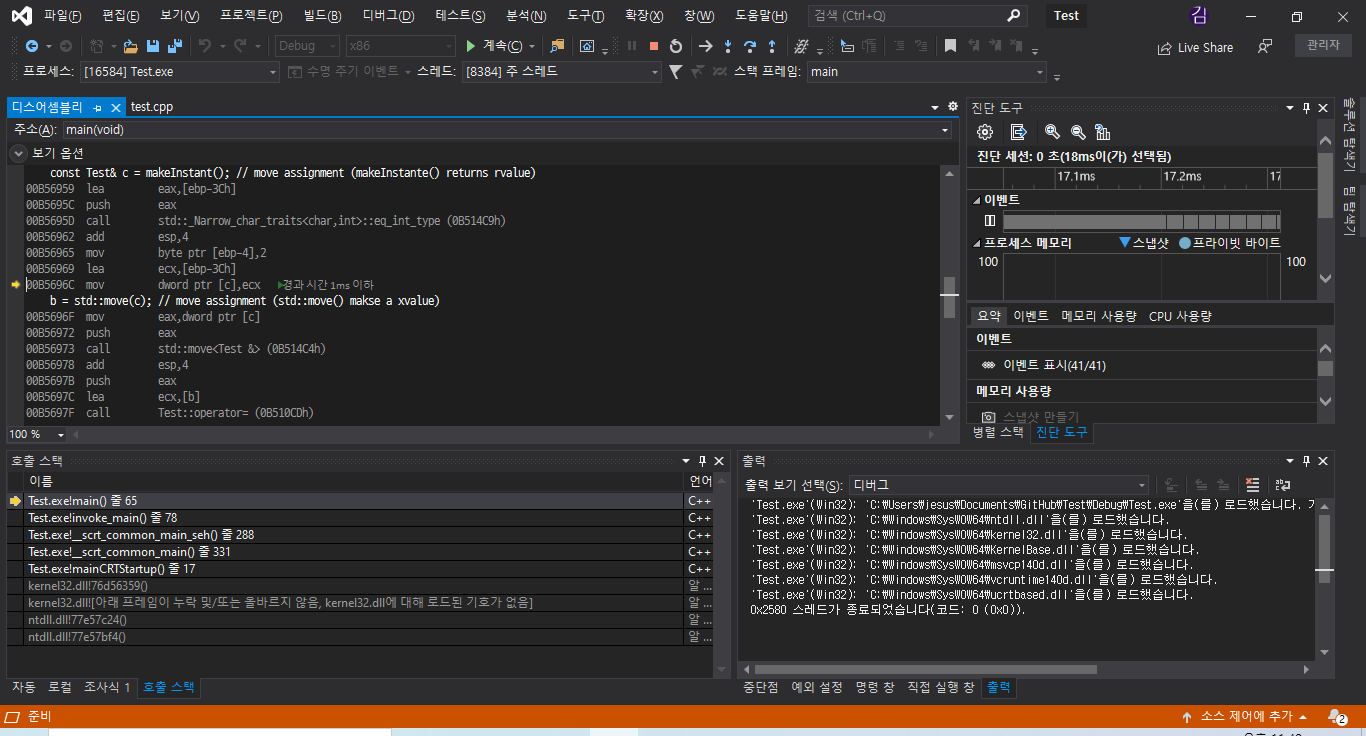 파일(F) 편집(E) 보기(V) 프로젝트(P) 빌드(B) 디버그(D) 테스트(S) 분석(N) 도구(T) 확장(X) 창(W) 도움말(H) 검색 (Ctrl+Q) Test 김
Debug x86 계속(C) Live Share 관리자
프로세스: [16584] Test.exe 수명 주기 이벤트 스레드: [8384] 주 스레드 스택 프레임: main
디스어셈블리 test.cpp
주소(A): main(void)
보기 옵션
const Test& c = makeInstant(); // move assignment (makeInstante() returns rvalue)
00B56959 lea eax,[ebp-3Ch]
00B5695C push eax
00B5695D call std::_Narrow_char_traits<char,int>::eq_int_type (0B514C9h)
00B56962 add esp,4
00B56965 mov byte ptr [ebp-4],2
00B56969 lea ecx,[ebp-3Ch]
00B5696C mov dword ptr [c],ecx 경과 시간 1ms 이하
b = std::move(c); // move assignment (std::move() makse a xvalue)
00B5696F mov eax,dword ptr [c]
00B56972 push eax
00B56973 call std::move<Test &> (0B514C4h)
00B56978 add esp,4
00B5697B push eax
00B5697C lea ecx,[b]
00B5697F call Test::operator= (0B510CDh)
100 %
진단 도구
진단 세션: 0 초(18ms이(가) 선택됨)
17.1ms 17.2ms 17
이벤트
프로세스 메모리 스냅샷 프라이빗 바이트
100 100
요약 이벤트 메모리 사용량 CPU 사용량
이벤트
이벤트 표시(41/41)
메모리 사용량
스냅샷 만들기
병렬 스택 진단 도구
솔루션 탐색기
팀 탐색기
호출 스택
이름 언어
Test.exe!main() 줄 65 C++
Test.exe!invoke_main() 줄 78 C++
Test.exe!__scrt_common_main_seh() 줄 288 C++
Test.exe!__scrt_common_main() 줄 331 C++
Test.exe!mainCRTStartup() 줄 17 C++
kernel32.dll!76d56359() 알 ...
kernel32.dll![아래 프레임이 누락 및/또는 올바르지 않음, kernel32.dll에 대해 로드된 기호가 없음] 알 ...
ntdll.dll!77e57c24() 알 ...
ntdll.dll!77e57bf4() 알 ...
자동 로컬 조사식 1 호출 스택
출력
출력 보기 선택(S): 디버그
'Test.exe'(Win32): 'C:₩Users₩jesus₩Documents₩GitHub₩Test₩Debug₩Test.exe'을(를) 로드했습니다.
'Test.exe'(Win32): 'C:₩Windows₩SysWOW64₩ntdll.dll'을(를) 로드했습니다.
'Test.exe'(Win32): 'C:₩Windows₩SysWOW64₩kernel32.dll'을(를) 로드했습니다.
'Test.exe'(Win32): 'C:₩Windows₩SysWOW64₩KernelBase.dll'을(를) 로드했습니다.
'Test.exe'(Win32): 'C:₩Windows₩SysWOW64₩msvcp140d.dll'을(를) 로드했습니다.
'Test.exe'(Win32): 'C:₩Windows₩SysWOW64₩vcruntime140d.dll'을(를) 로드했습니다.
'Test.exe'(Win32): 'C:₩Windows₩SysWOW64₩ucrtbased.dll'을(를) 로드했습니다.
0x2580 스레드가 종료되었습니다(코드: 0 (0x0)).
중단점 예외 설정 명령 창 직접 실행 창 출력
준비 소스 제어에 추가 2